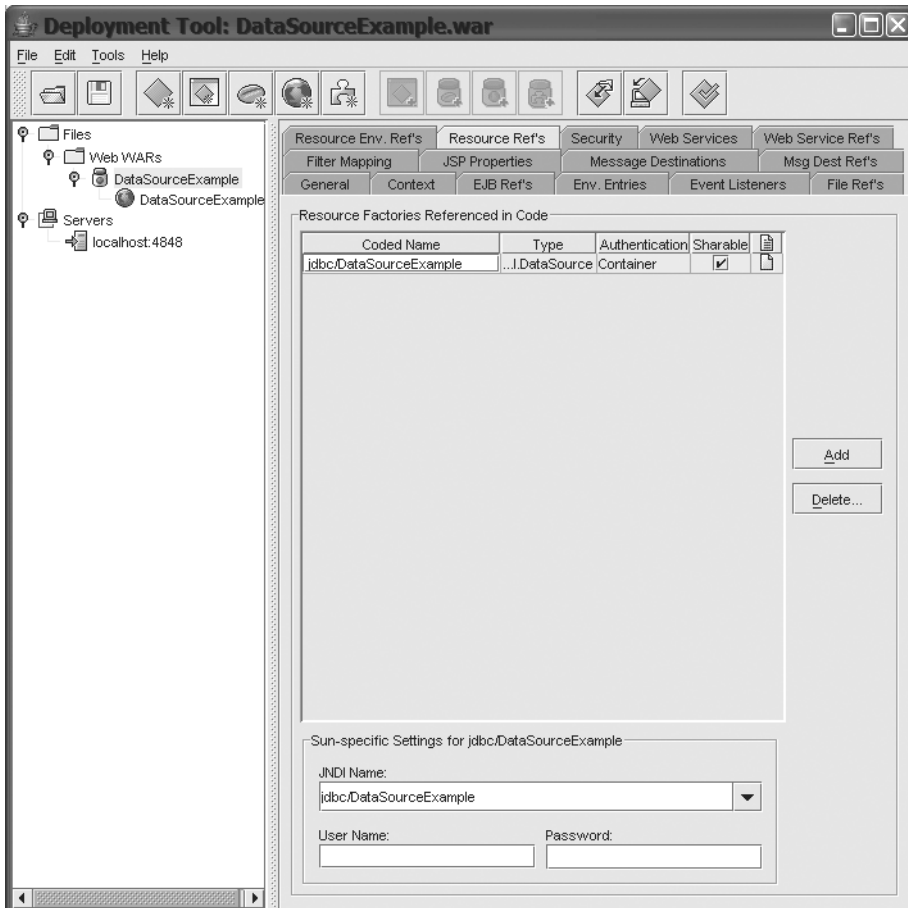 Deployment Tool: DataSourceExample.war
File Edit Tools Help
Files
Web WARs
DataSourceExample
DataSourceExample
Servers
localhost:4848
Resource Env. Ref's Resource Ref's Security Web Services Web Service Ref's
Filter Mapping JSP Properties Message Destinations Msg Dest Ref's
General Context EJB Ref's Env. Entries Event Listeners File Ref's
Resource Factories Referenced in Code
Coded Name Type Authentication Sharable
jdbc/DataSourceExample ...l.DataSource Container
Add
Delete...
Sun-specific Settings for jdbc/DataSourceExample
JNDI Name:
jdbc/DataSourceExample
User Name: Password: